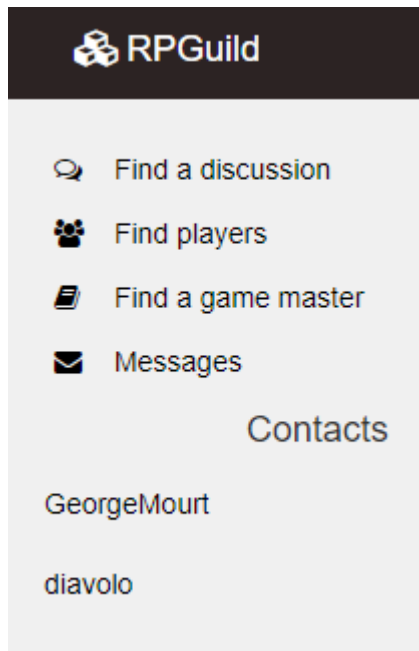 RPGuild
Find a discussion
Find players
Find a game master
Messages
Contacts
GeorgeMourt
diavolo